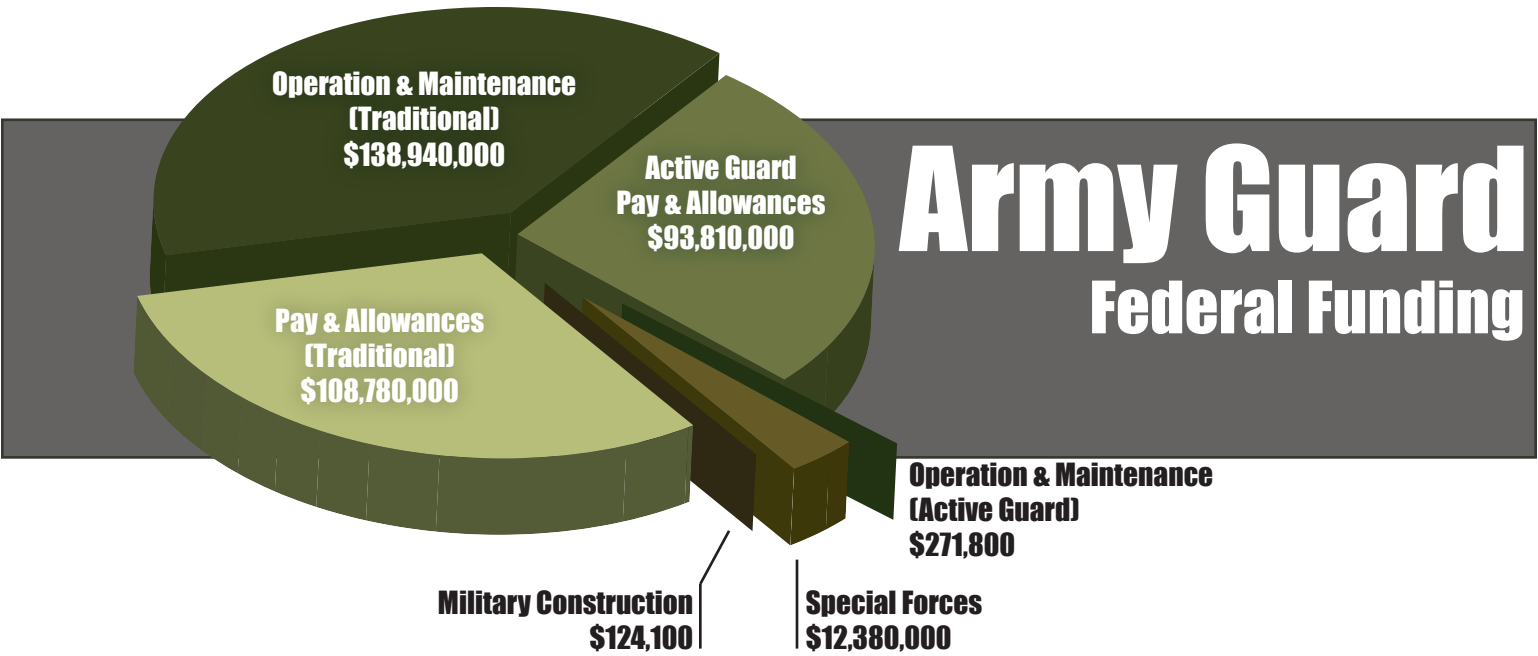 Operation & Maintenance
(Traditional)
$138,940,000
Active Guard
Pay & Allowances
$93,810,000
Army Guard
Federal Funding
Pay & Allowances
(Traditional)
$108,780,000
Operation & Maintenance
(Active Guard)
$271,800
Military Construction
$124,100
Special Forces
$12,380,000